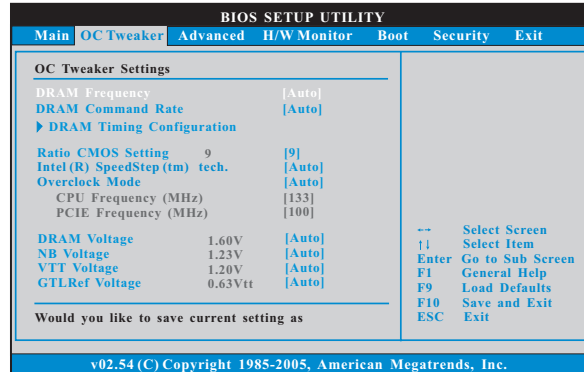 BIOS SETUP UTILITY
Main OC Tweaker Advanced H/W Monitor Boot Security Exit
OC Tweaker Settings
DRAM Frequency [Auto]
DRAM Command Rate [Auto]
DRAM Timing Configuration
Ratio CMOS Setting 9 [9]
Intel (R) SpeedStep (tm) tech. [Auto]
Overclock Mode [Auto]
CPU Frequency (MHz) [133]
PCIE Frequency (MHz) [100]
DRAM Voltage 1.60V [Auto]
NB Voltage 1.23V [Auto]
VTT Voltage 1.20V [Auto]
GTLRef Voltage 0.63Vtt [Auto]
Would you like to save current setting as
←→ Select Screen
↑↓ Select Item
Enter Go to Sub Screen
F1 General Help
F9 Load Defaults
F10 Save and Exit
ESC Exit
v02.54 (C) Copyright 1985-2005, American Megatrends, Inc.